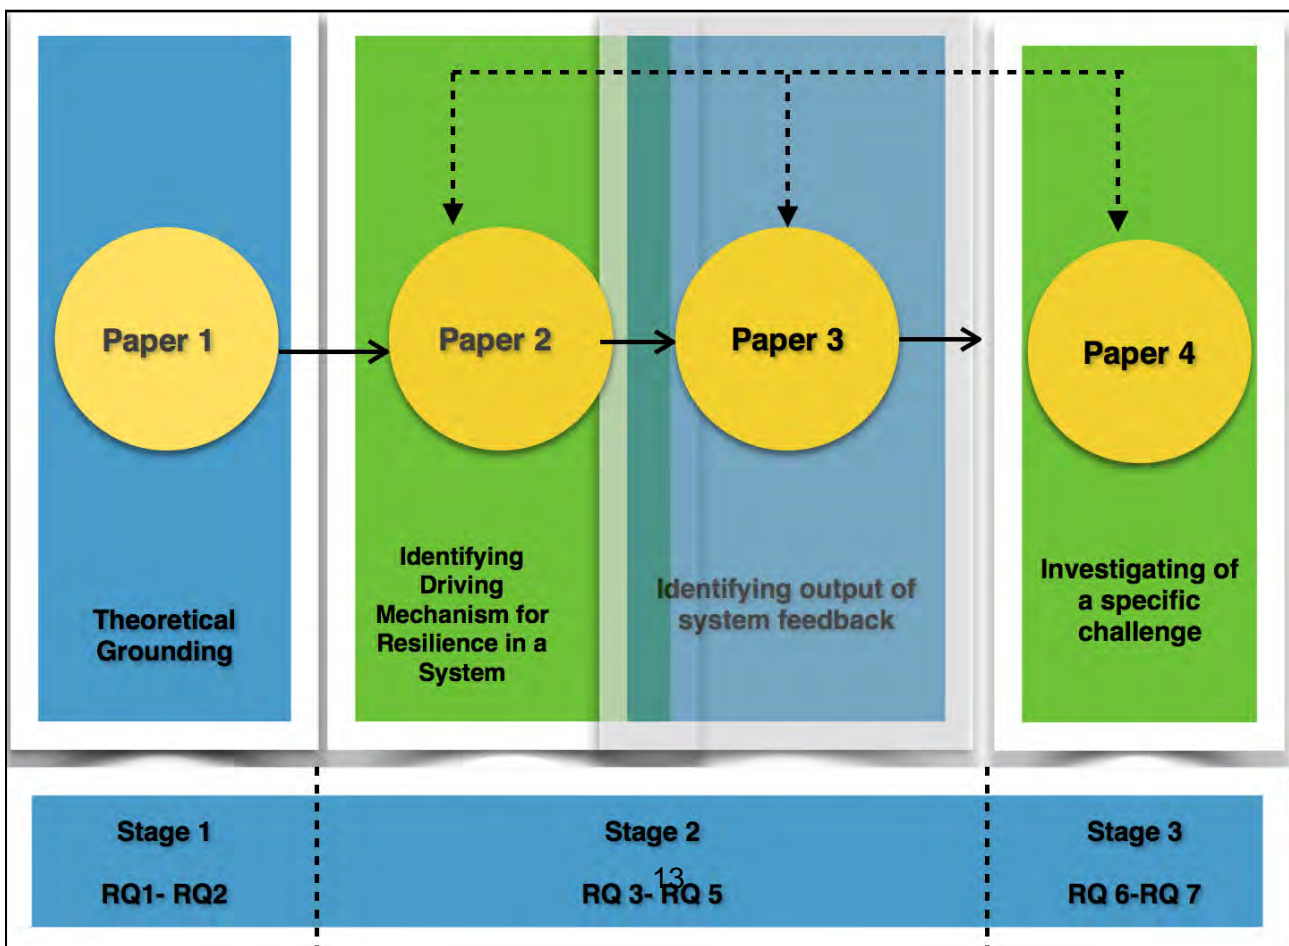 Paper 1
Paper 2
Paper 3
Paper 4
Theoretical
Grounding
Identifying
Driving
Mechanism for
Resilience in a
System
Identifying output of
system feedback
Investigating of
a specific
challenge
Stage 1
RQ1- RQ2
Stage 2
13
RQ 3- RQ 5
Stage 3
RQ 6-RQ 7